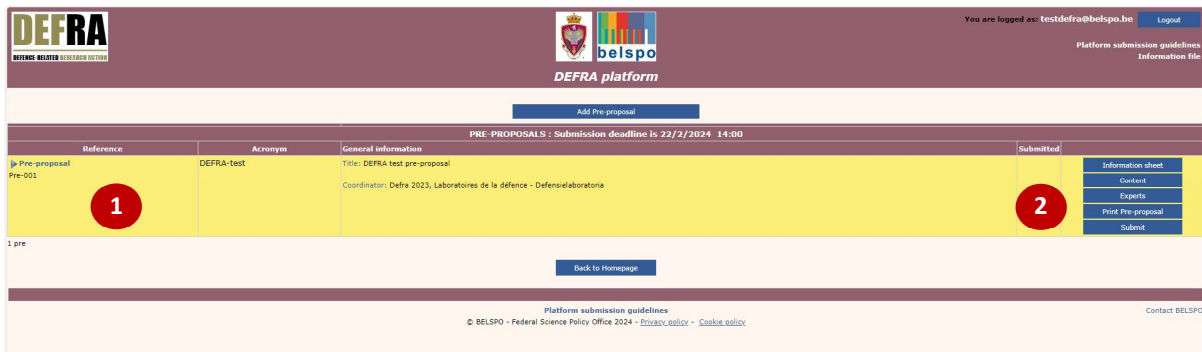 DEFRA
DEFENCE-RELATED RESEARCH ACTION
belspo
DEFRA platform
You are logged as: testdefra@belspo.be
Logout
Platform submission guidelines
Information file
Add Pre-proposal
PRE-PROPOSALS : Submission deadline is 22/2/2024 14:00
Reference Acronym General information Submitted
Pre-proposal DEFRA-test Title: DEFRA test pre-proposal
Pre-001
Coordinator: Defra 2023, Laboratoires de la défence - Defensielaboratoria
1
2
Information sheet
Content
Experts
Print Pre-proposal
Submit
1 pre
Back to Homepage
Platform submission guidelines
Contact BELSPO
© BELSPO - Federal Science Policy Office 2024 - Privacy policy - Cookie policy